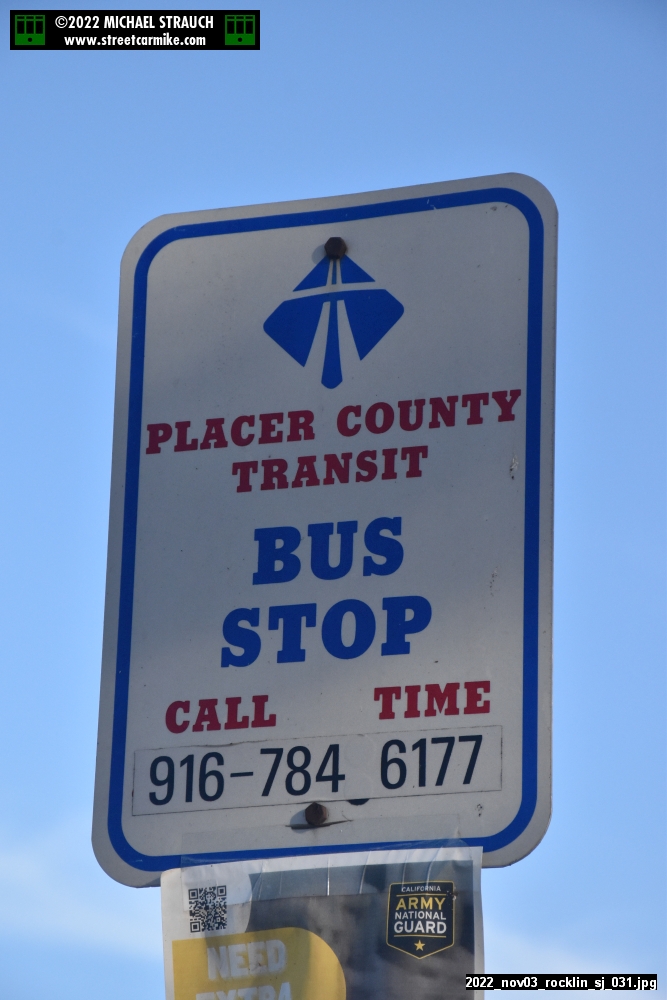 ©2022 MICHAEL STRAUCH
www.streetcarmike.com
PLACER COUNTY
TRANSIT
BUS
STOP
CALL TIME
916-784 6177
CALIFORNIA
ARMY
NATIONAL
GUARD
NEED
EXTRA
2022_nov03_rocklin_sj_031.jpg